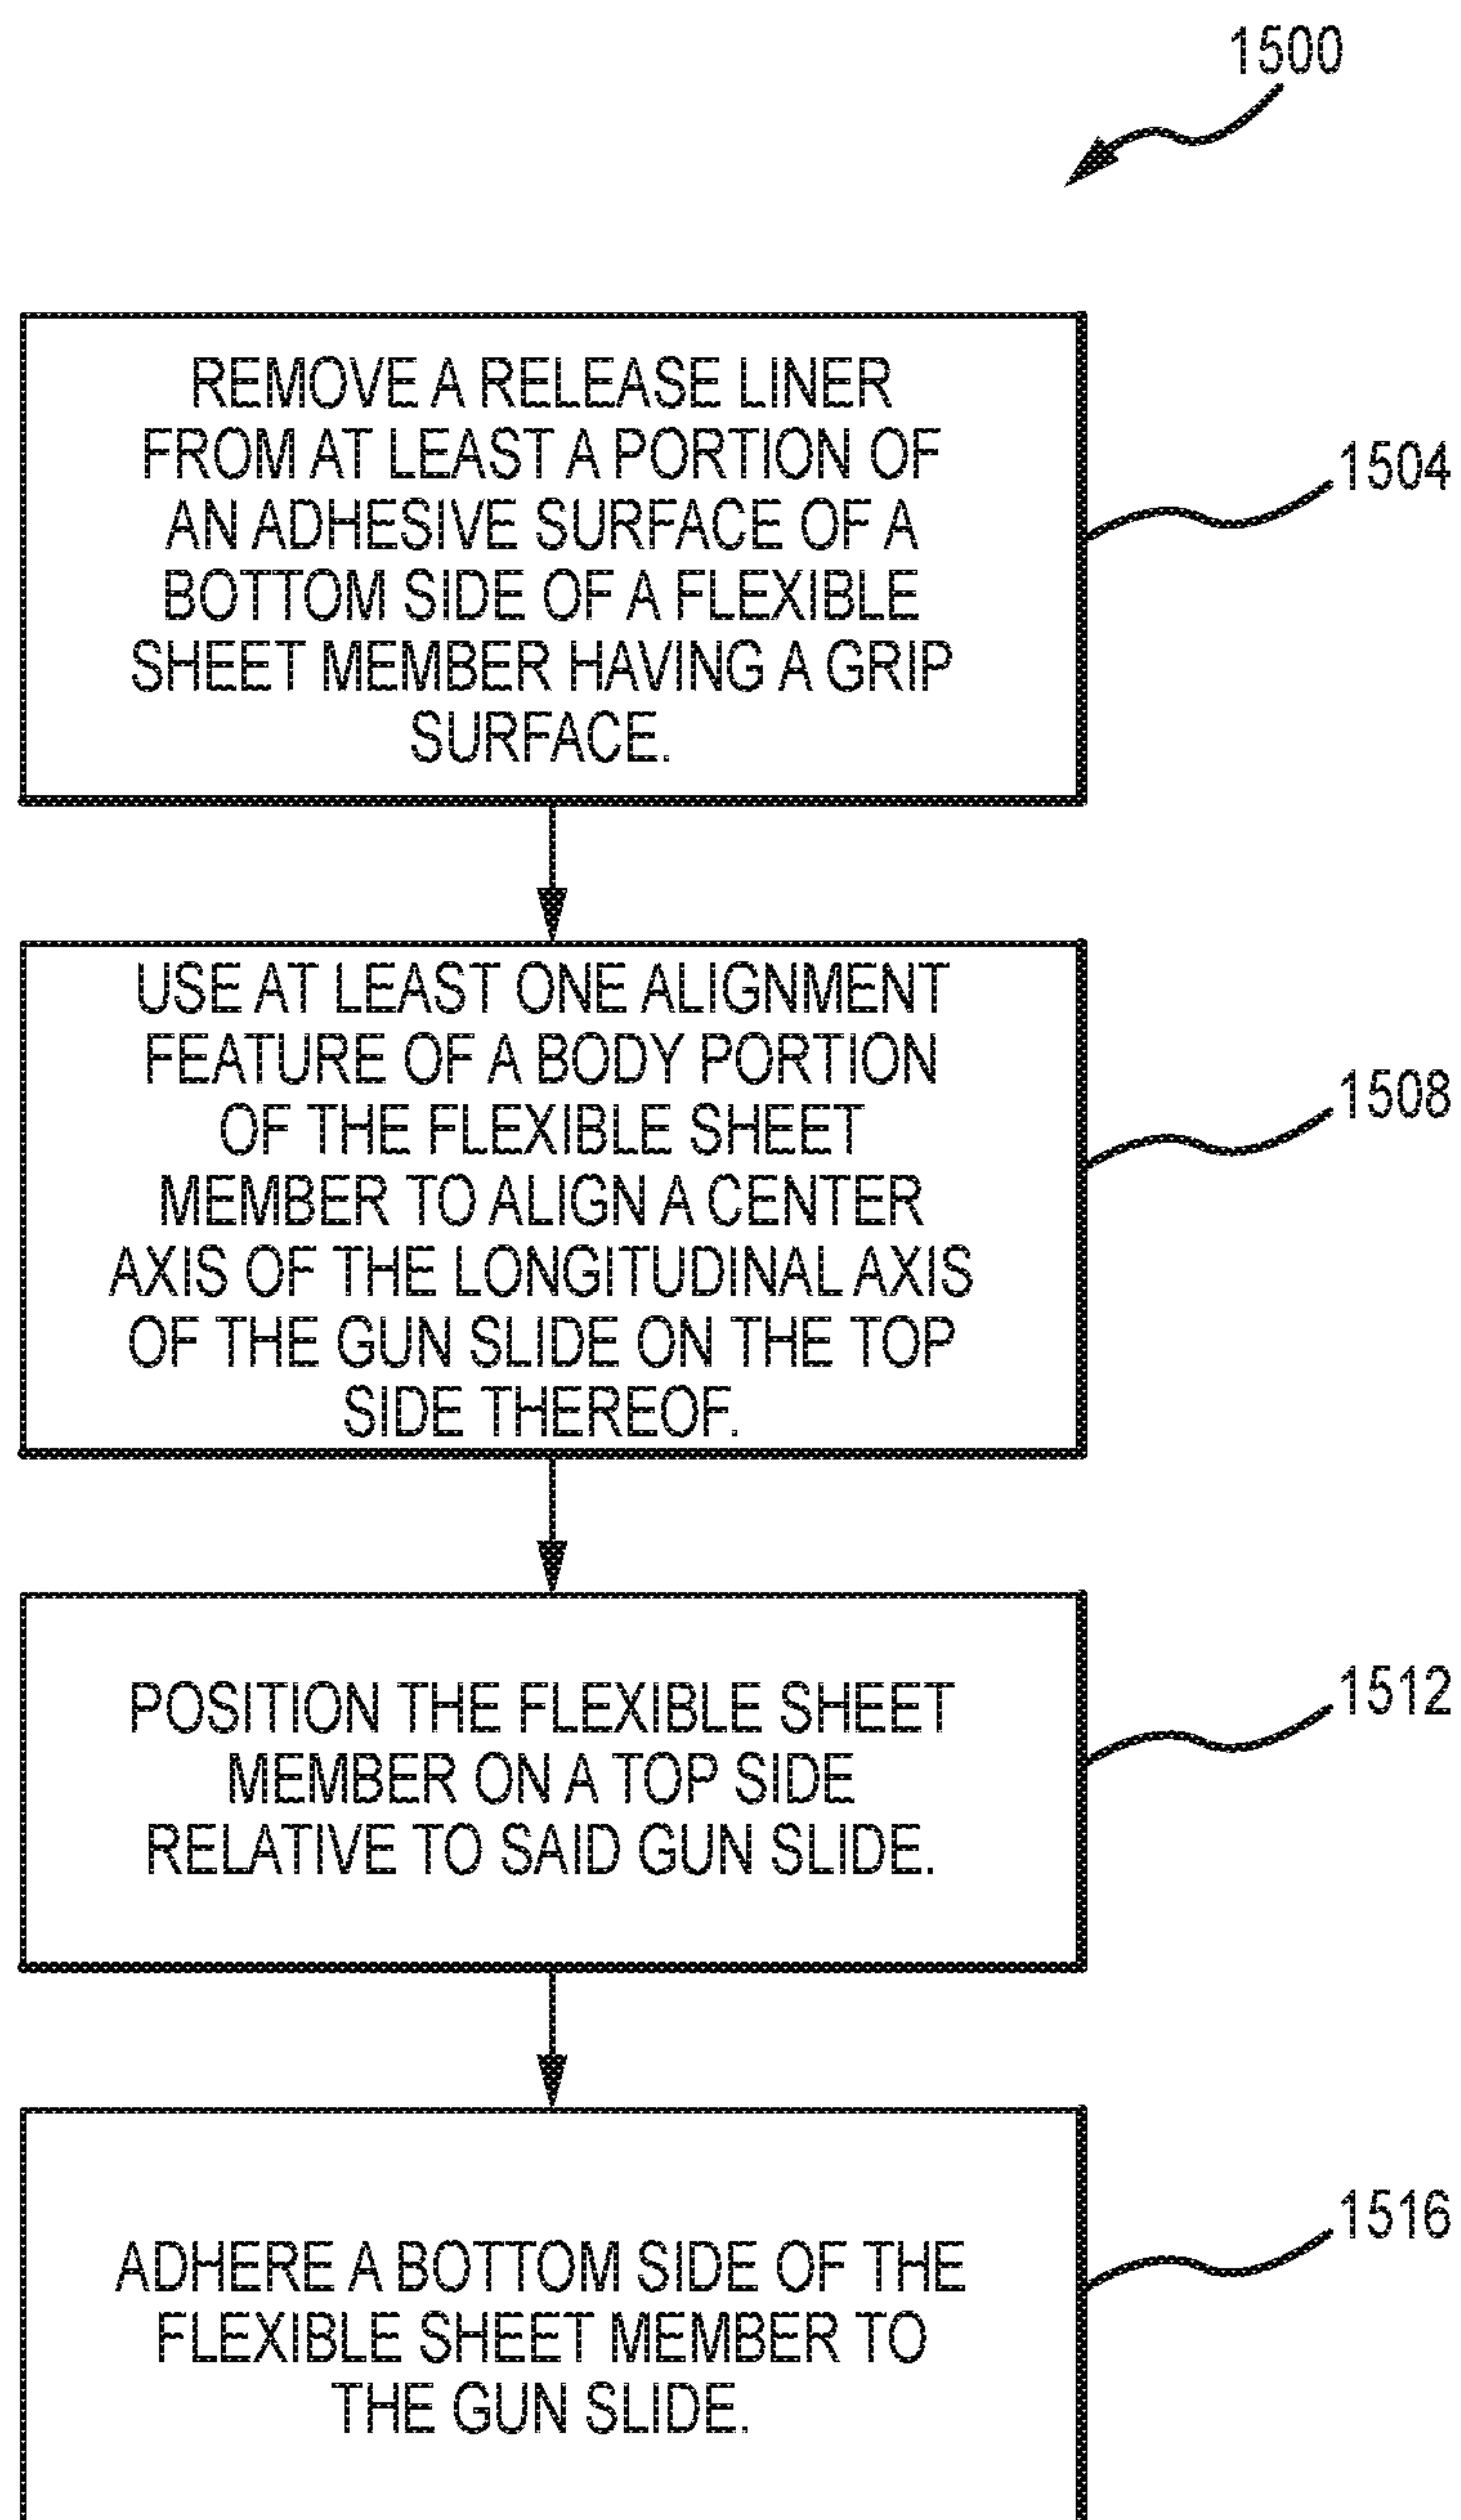 1500
REMOVE A RELEASE LINER
FROM AT LEAST A PORTION OF
AN ADHESIVE SURFACE OF A
BOTTOM SIDE OF A FLEXIBLE
SHEET MEMBER HAVING A GRIP
SURFACE.
1504
USE AT LEAST ONE ALIGNMENT
FEATURE OF A BODY PORTION
OF THE FLEXIBLE SHEET
MEMBER TO ALIGN A CENTER
AXIS OF THE LONGITUDINAL AXIS
OF THE GUN SLIDE ON THE TOP
SIDE THEREOF.
1508
POSITION THE FLEXIBLE SHEET
MEMBER ON A TOP SIDE
RELATIVE TO SAID GUN SLIDE.
1512
ADHERE A BOTTOM SIDE OF THE
FLEXIBLE SHEET MEMBER TO
THE GUN SLIDE.
1516